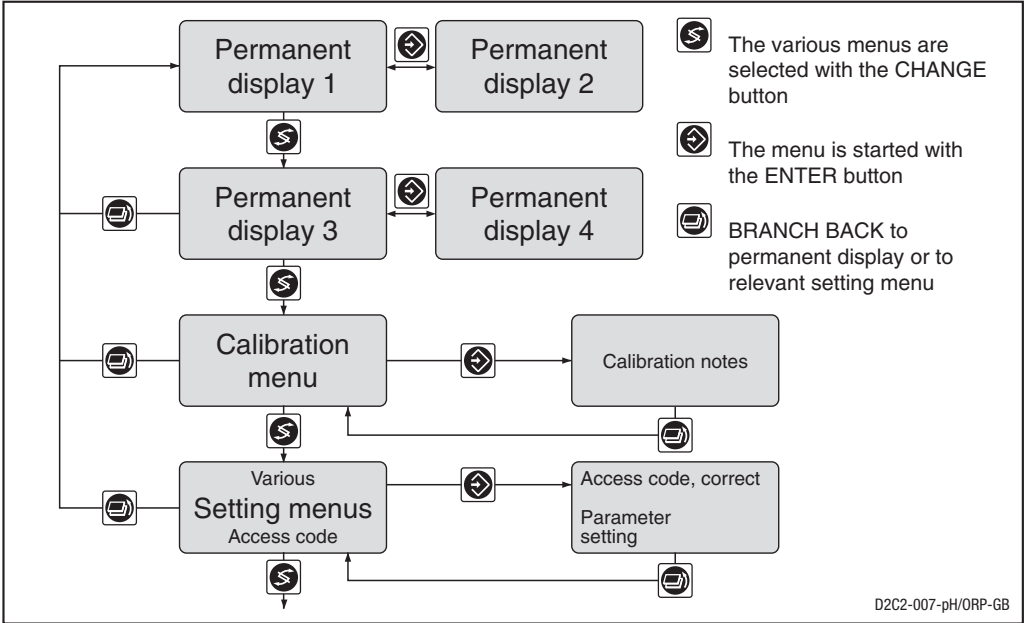 Permanent
display 1
Permanent
display 2
The various menus are
selected with the CHANGE
button
The menu is started with
the ENTER button
Permanent
display 3
Permanent
display 4
BRANCH BACK to
permanent display or to
relevant setting menu
Calibration
menu
Calibration notes
Various
Setting menus
Access code
Access code, correct
Parameter
setting
D2C2-007-pH/ORP-GB